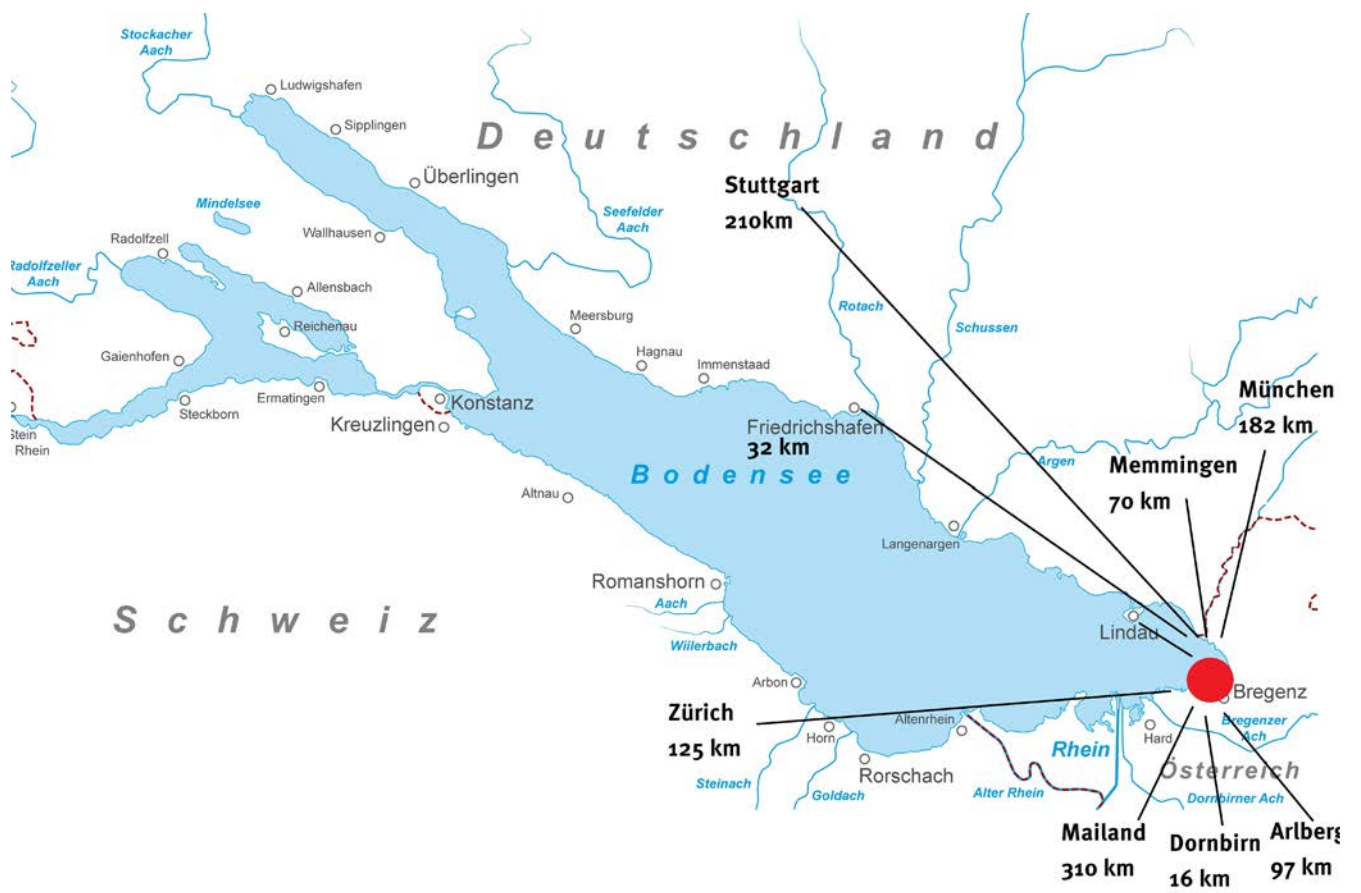 Stockacher
Aach
Ludwigshafen
Sipplingen
Deutschland
Überlingen
Stuttgart
210km
Mindelsee
Seefelder
Aach
Wallhausen
Radolfzell
Radolfzeller
Aach
Allensbach
Rotach
Reichenau
Meersburg
Schussen
Gaienhofen
Hagnau
Immenstaad
Ermatingen
Steckborn
Konstanz
München
182 km
Kreuzlingen
Friedrichshafen
32 km
Stein
Rhein
Bodensee
Argen
Memmingen
70 km
Altnau
Langenargen
Romanshorn
Aach
Schweiz
Lindau
Wiilerbach
Arbon
Bregenz
Zürich
125 km
Altenrhein
Bregenzer
Ach
Horn
Hard
Rhein
Rorschach
Österreich
Steinach
Goldach
Alter Rhein
Dornbirner Ach
Mailand
310 km
Dornbirn
16 km
Arlberg
97 km